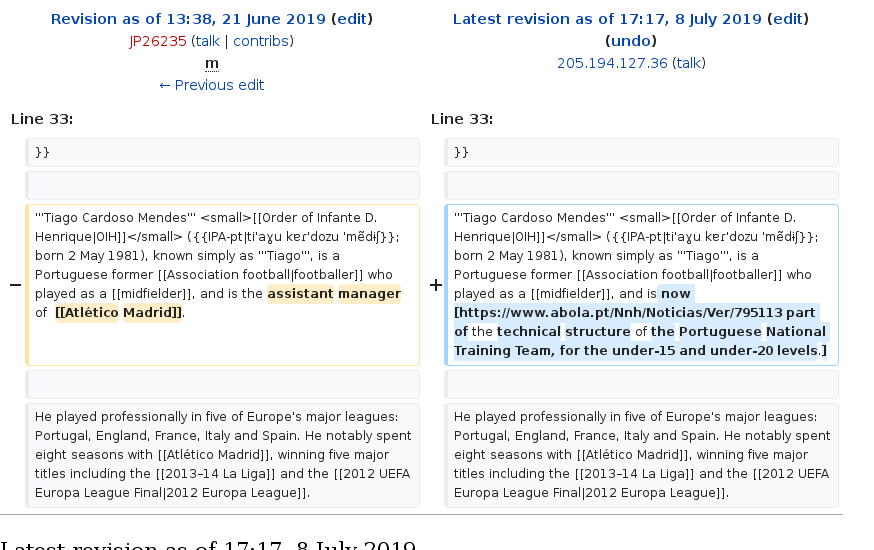 Revision as of 13:38, 21 June 2019 (edit)
JP26235 (talk | contribs)
m
← Previous edit
Latest revision as of 17:17, 8 July 2019 (edit)
(undo)
205.194.127.36 (talk)
Line 33:
Line 33:
}}
}}
− '''Tiago Cardoso Mendes''' <small>[[Order of Infante D.
Henrique|OIH]]</small> ({{IPA-pt|ti'aɣu kɐɾ'dozu 'mẽdɨʃ}};
born 2 May 1981), known simply as '''Tiago''', is a
Portuguese former [[Association football|footballer]] who
played as a [[midfielder]], and is the assistant manager
of  [[Atlético Madrid]].
+ '''Tiago Cardoso Mendes''' <small>[[Order of Infante D.
Henrique|OIH]]</small> ({{IPA-pt|ti'aɣu kɐɾ'dozu 'mẽdɨʃ}};
born 2 May 1981), known simply as '''Tiago''', is a
Portuguese former [[Association football|footballer]] who
played as a [[midfielder]], and is now
[https://www.abola.pt/Nnh/Noticias/Ver/795113 part
of the technical structure of the Portuguese National
Training Team, for the under-15 and under-20 levels.]
He played professionally in five of Europe's major leagues:
Portugal, England, France, Italy and Spain. He notably spent
eight seasons with [[Atlético Madrid]], winning five major
titles including the [[2013–14 La Liga]] and the [[2012 UEFA
Europa League Final|2012 Europa League]].
He played professionally in five of Europe's major leagues:
Portugal, England, France, Italy and Spain. He notably spent
eight seasons with [[Atlético Madrid]], winning five major
titles including the [[2013–14 La Liga]] and the [[2012 UEFA
Europa League Final|2012 Europa League]].
Latest revision as of 17:17, 8 July 2019